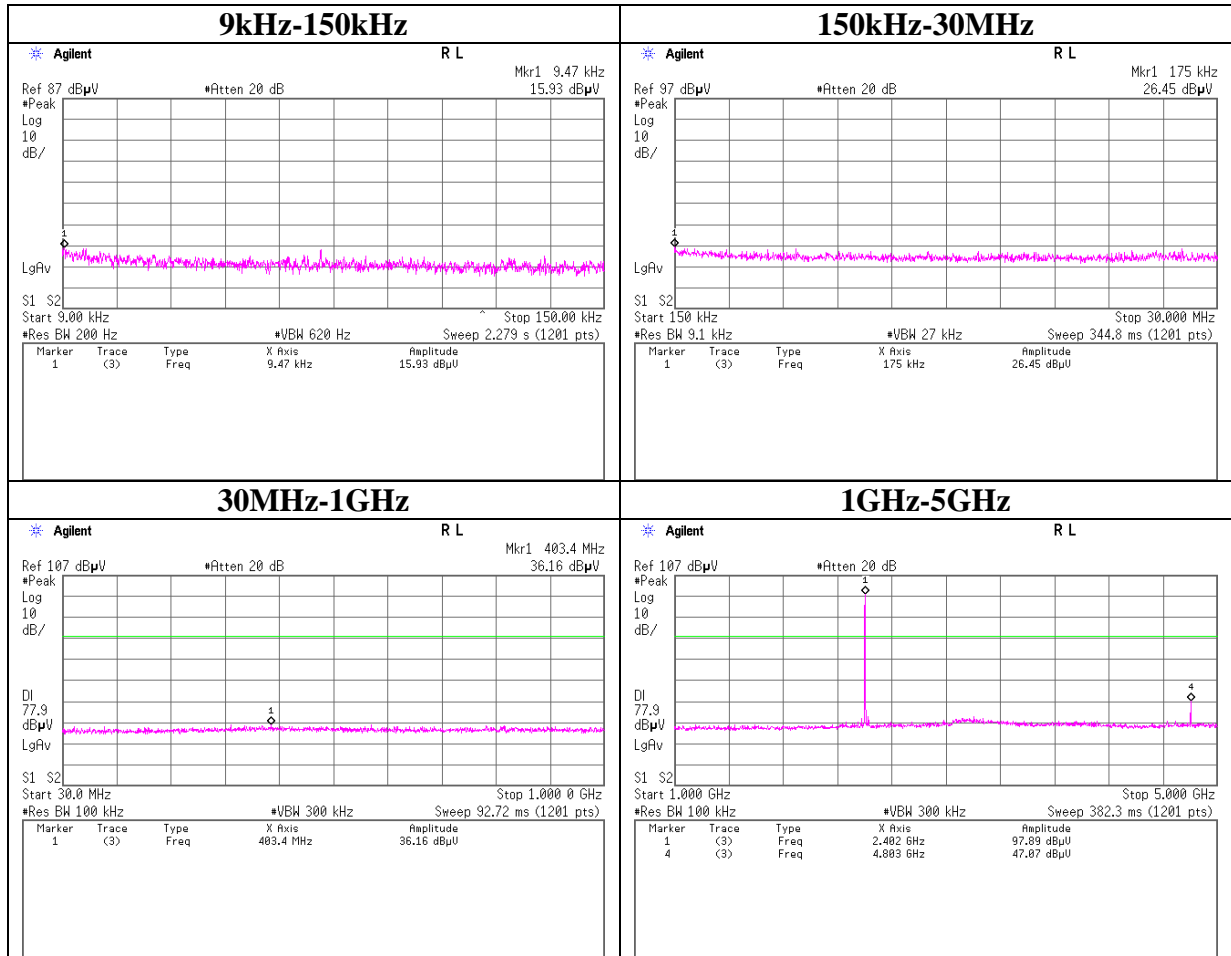 9kHz-150kHz
Agilent R L
Mkr1 9.47 kHz
Ref 87 dBµV #Atten 20 dB 15.93 dBµV
#Peak
Log
10
dB/
1
LgAv
S1 S2
Start 9.00 kHz ^ Stop 150.00 kHz
#Res BW 200 Hz #VBW 620 Hz Sweep 2.279 s (1201 pts)
Marker Trace Type X Axis Amplitude
1 (3) Freq 9.47 kHz 15.93 dBµV
150kHz-30MHz
Agilent R L
Mkr1 175 kHz
Ref 97 dBµV #Atten 20 dB 26.45 dBµV
#Peak
Log
10
dB/
1
LgAv
S1 S2
Start 150 kHz Stop 30.000 MHz
#Res BW 9.1 kHz #VBW 27 kHz Sweep 344.8 ms (1201 pts)
Marker Trace Type X Axis Amplitude
1 (3) Freq 175 kHz 26.45 dBµV
30MHz-1GHz
Agilent R L
Mkr1 403.4 MHz
Ref 107 dBµV #Atten 20 dB 36.16 dBµV
#Peak
Log
10
dB/
DI
77.9
dBµV
1
LgAv
S1 S2
Start 30.0 MHz Stop 1.000 0 GHz
#Res BW 100 kHz #VBW 300 kHz Sweep 92.72 ms (1201 pts)
Marker Trace Type X Axis Amplitude
1 (3) Freq 403.4 MHz 36.16 dBµV
1GHz-5GHz
Agilent R L
Ref 107 dBµV #Atten 20 dB
#Peak
1
Log
10
dB/
4
DI
77.9
dBµV
LgAv
S1 S2
Start 1.000 GHz Stop 5.000 GHz
#Res BW 100 kHz #VBW 300 kHz Sweep 382.3 ms (1201 pts)
Marker Trace Type X Axis Amplitude
1 (3) Freq 2.402 GHz 97.89 dBµV
4 (3) Freq 4.803 GHz 47.07 dBµV